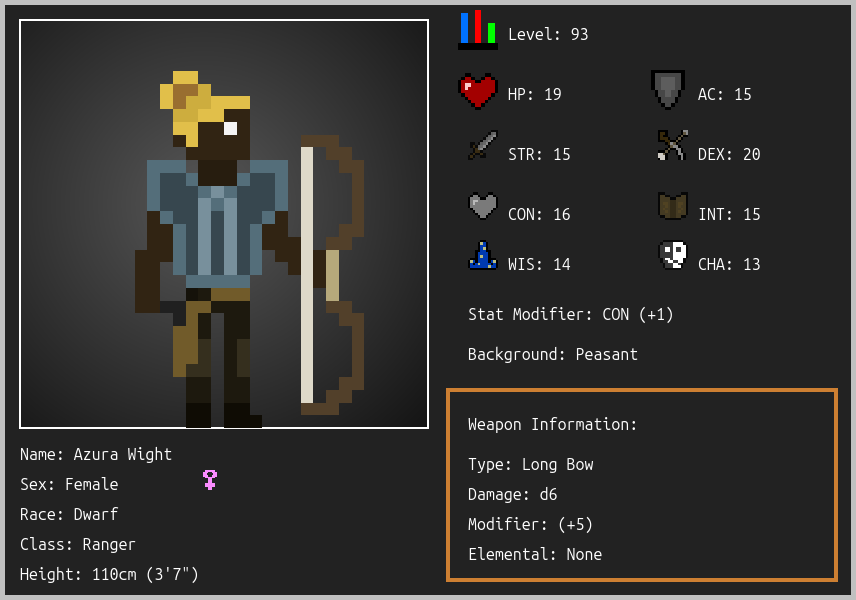 Level: 93
HP: 19
AC: 15
STR: 15
DEX: 20
CON: 16
INT: 15
WIS: 14
CHA: 13
Stat Modifier: CON (+1)
Background: Peasant
Weapon Information:
Type: Long Bow
Damage: d6
Modifier: (+5)
Elemental: None
Name: Azura Wight
Sex: Female
Race: Dwarf
Class: Ranger
Height: 110cm (3'7")